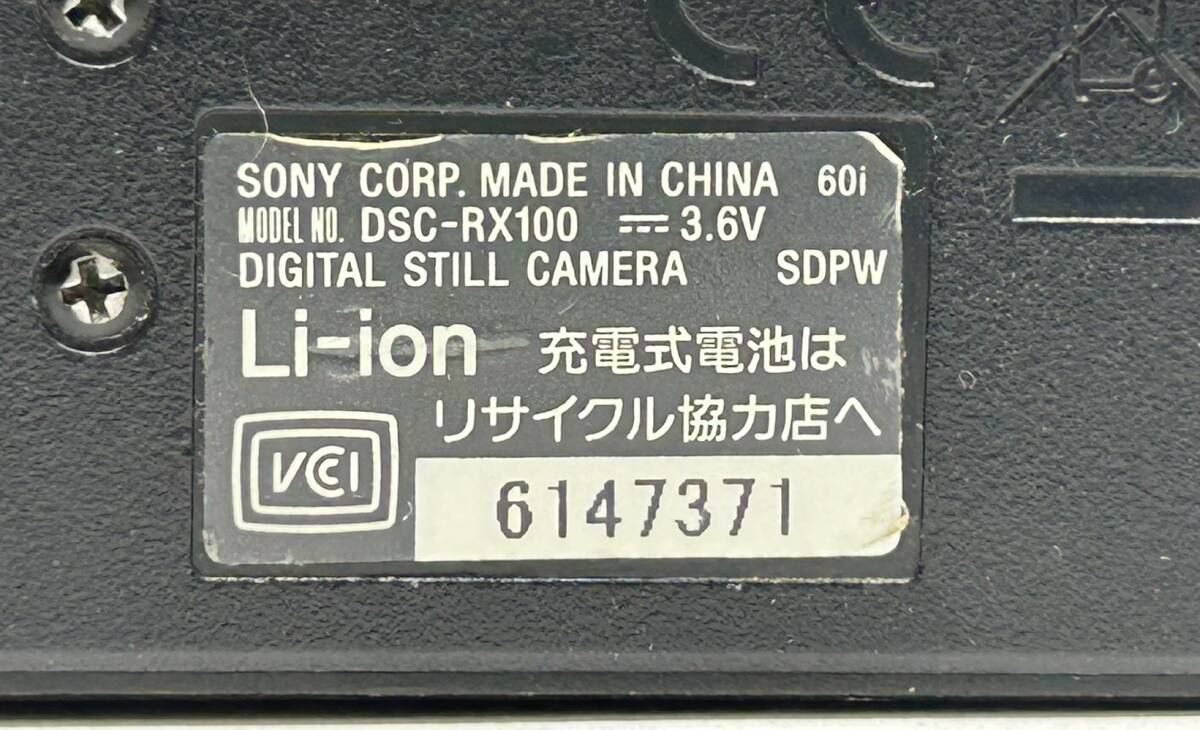 SONY CORP. MADE IN CHINA 60i
MODEL NO. DSC-RX100 ⎓ 3.6V
DIGITAL STILL CAMERA SDPW
Li-ion 充電式電池は
リサイクル協力店へ
VCCI
6147371